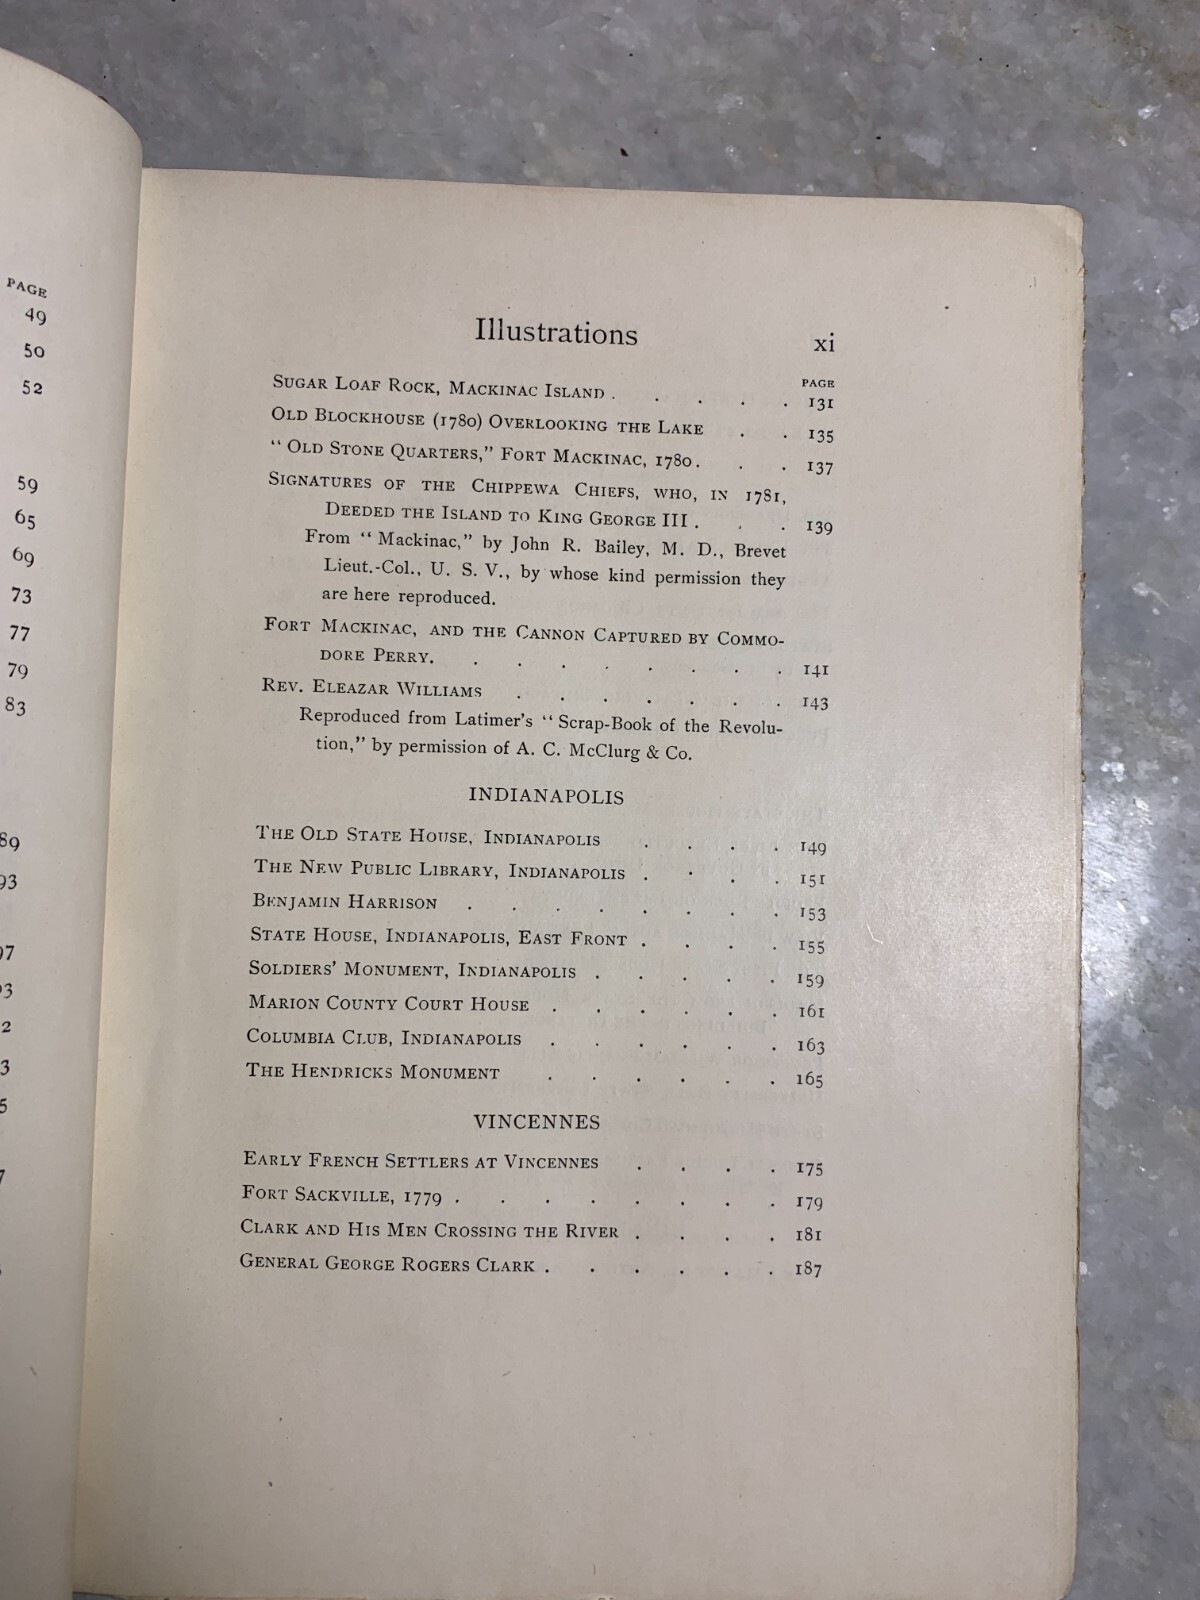 PAGE
49
50
52
59
65
69
73
77
79
83
89
93
97
03
2
3
5
7
Illustrations xi
PAGE
SUGAR LOAF ROCK, MACKINAC ISLAND . . . . . 131
OLD BLOCKHOUSE (1780) OVERLOOKING THE LAKE . . 135
“ OLD STONE QUARTERS,” FORT MACKINAC, 1780 . . . 137
SIGNATURES OF THE CHIPPEWA CHIEFS, WHO, IN 1781,
DEEDED THE ISLAND TO KING GEORGE III . . . 139
From “ Mackinac,” by John R. Bailey, M. D., Brevet
Lieut.-Col., U. S. V., by whose kind permission they
are here reproduced.
FORT MACKINAC, AND THE CANNON CAPTURED BY COMMO-
DORE PERRY. . . . . . . . . 141
REV. ELEAZAR WILLIAMS . . . . . . . 143
Reproduced from Latimer’s “ Scrap-Book of the Revolu-
tion,” by permission of A. C. McClurg & Co.
INDIANAPOLIS
THE OLD STATE HOUSE, INDIANAPOLIS . . . . 149
THE NEW PUBLIC LIBRARY, INDIANAPOLIS . . . . 151
BENJAMIN HARRISON . . . . . . . . 153
STATE HOUSE, INDIANAPOLIS, EAST FRONT . . . . 155
SOLDIERS’ MONUMENT, INDIANAPOLIS . . . . . 159
MARION COUNTY COURT HOUSE . . . . . . 161
COLUMBIA CLUB, INDIANAPOLIS . . . . . . 163
THE HENDRICKS MONUMENT . . . . . . 165
VINCENNES
EARLY FRENCH SETTLERS AT VINCENNES . . . . 175
FORT SACKVILLE, 1779 . . . . . . . . 179
CLARK AND HIS MEN CROSSING THE RIVER . . . . 181
GENERAL GEORGE ROGERS CLARK . . . . . . 187